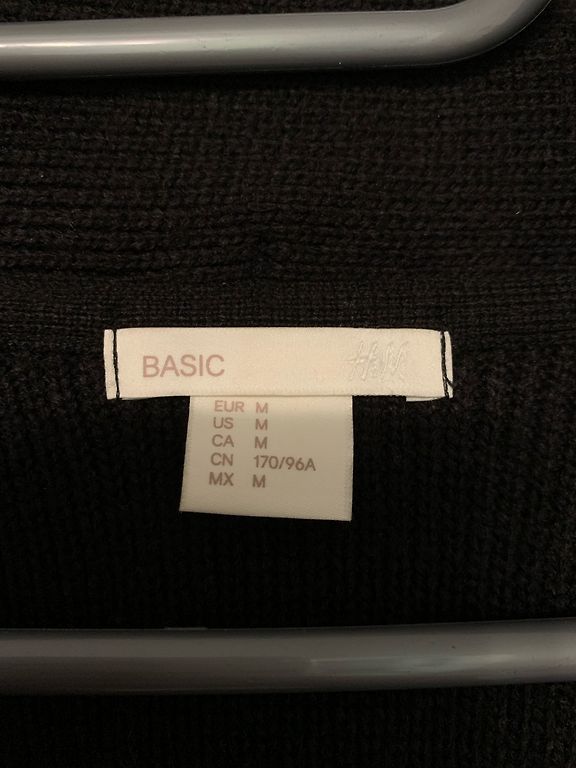 BASIC H&M
EUR M
US M
CA M
CN 170/96A
MX M